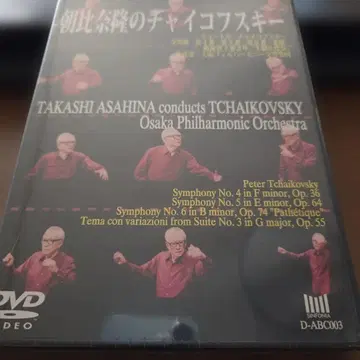 朝比奈隆のチャイコフスキー
TAKASHI ASAHINA conducts TCHAIKOVSKY
Osaka Philharmonic Orchestra
Peter Tchaikovsky
Symphony No. 4 in F minor, Op. 36
Symphony No. 5 in E minor, Op. 64
Symphony No. 6 in B minor, Op. 74 "Pathétique"
Tema con variazioni from Suite No. 3 in G major, Op. 55
DVD
VIDEO
SINFONIA
D-ABC003